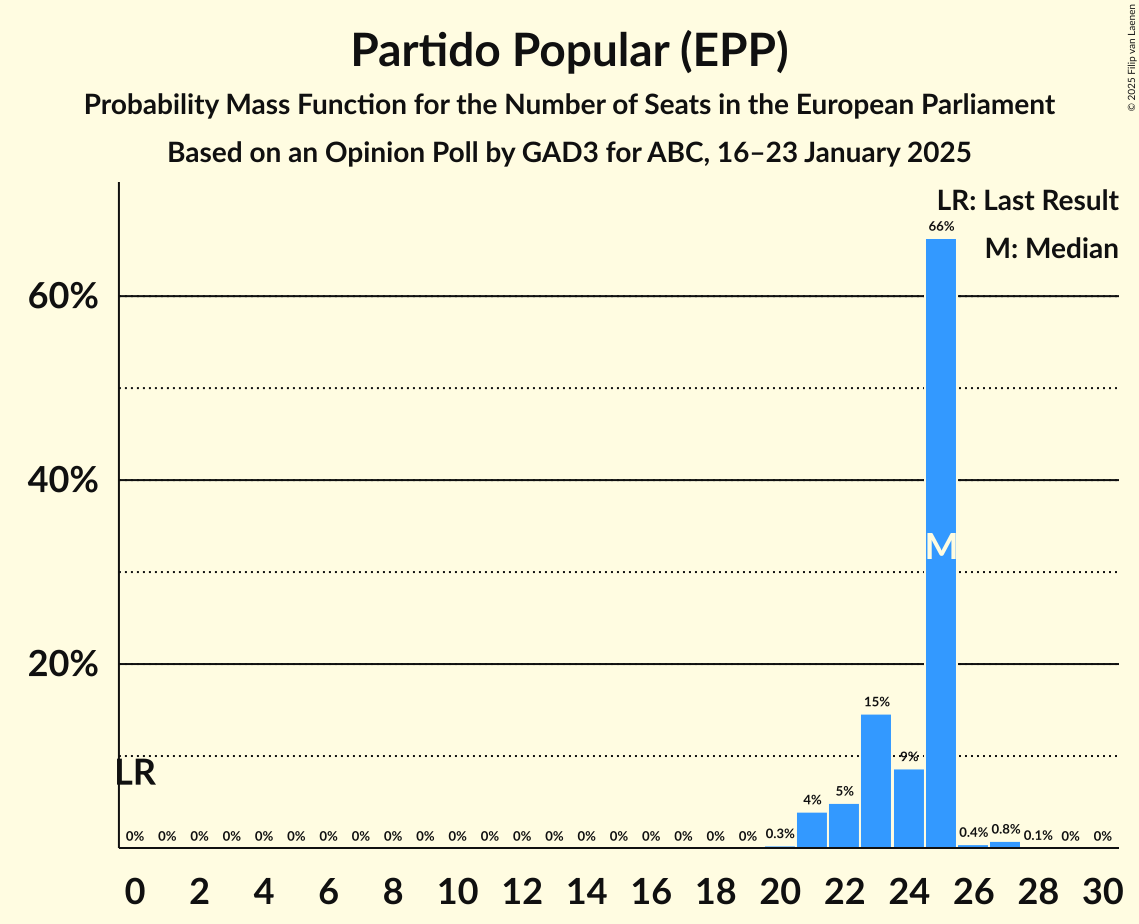 Partido Popular (EPP)
Probability Mass Function for the Number of Seats in the European Parliament
Based on an Opinion Poll by GAD3 for ABC, 16–23 January 2025
© 2025 Filip van Laenen
LR: Last Result
M: Median
60%
40%
20%
66%
M
LR
0% 0% 0% 0% 0% 0% 0% 0% 0% 0% 0% 0% 0% 0% 0% 0% 0% 0% 0% 0% 0.3% 4% 5% 15% 9% 0.4% 0.8% 0.1% 0% 0%
0 2 4 6 8 10 12 14 16 18 20 22 24 26 28 30